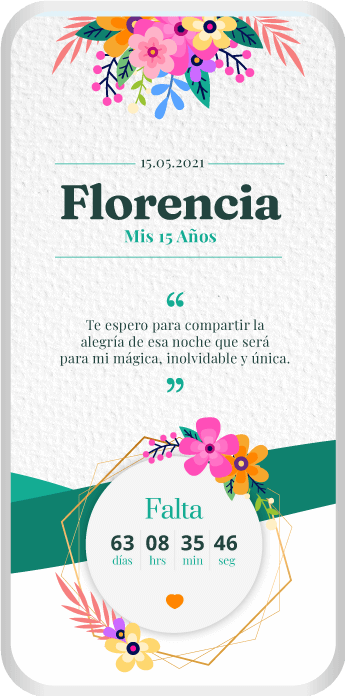 15.05.2021
Florencia
Mis 15 Años
“
Te espero para compartir la
alegría de esa noche que será
para mi mágica, inolvidable y única.
”
Falta
63 08 35 46
días hrs min seg